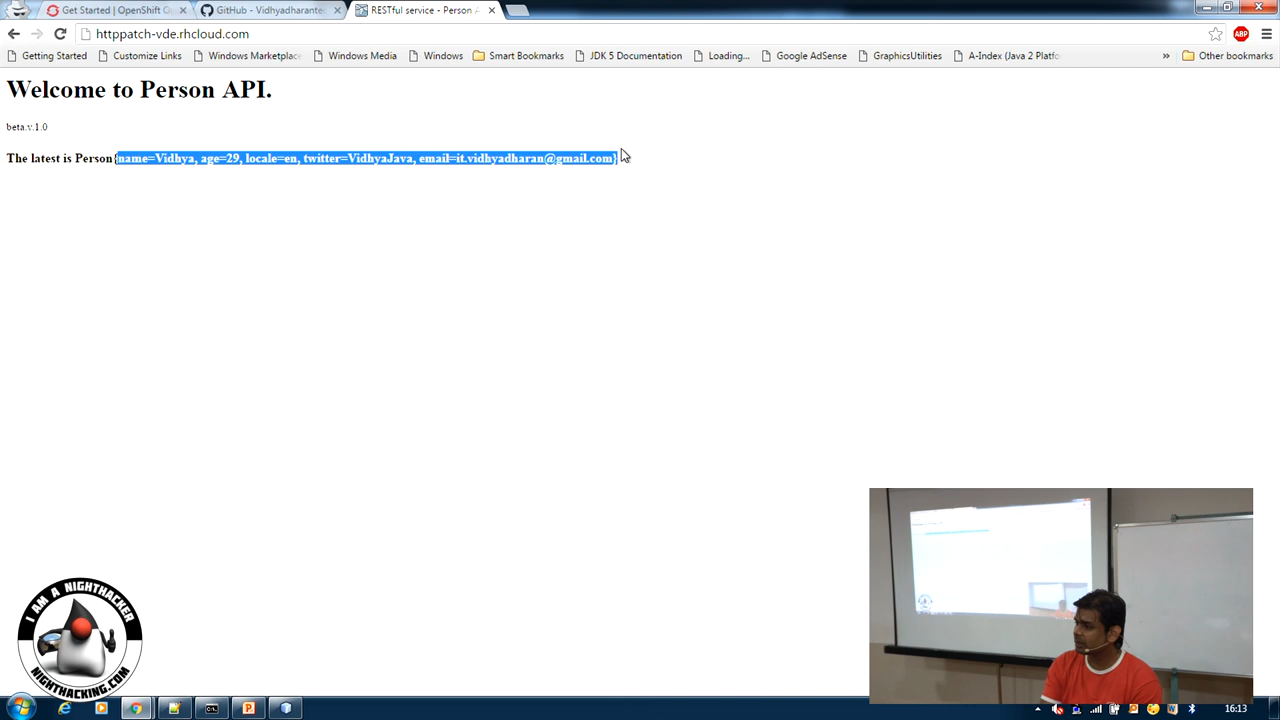 Get Started | OpenShift O
GitHub - Vidhyadharante
RESTful service - Person A
httppatch-vde.rhcloud.com
ABP
Getting Started
Customize Links
Windows Marketplace
Windows Media
Windows
Smart Bookmarks
JDK 5 Documentation
Loading...
Google AdSense
GraphicsUtilities
A-Index (Java 2 Platfo
»
Other bookmarks
Welcome to Person API.
beta.v.1.0
The latest is Person{name=Vidhya, age=29, locale=en, twitter=VidhyaJava, email=it.vidhyadharan@gmail.com}
I AM A NIGHTHACKER
NIGHTHACKING.COM
16:13